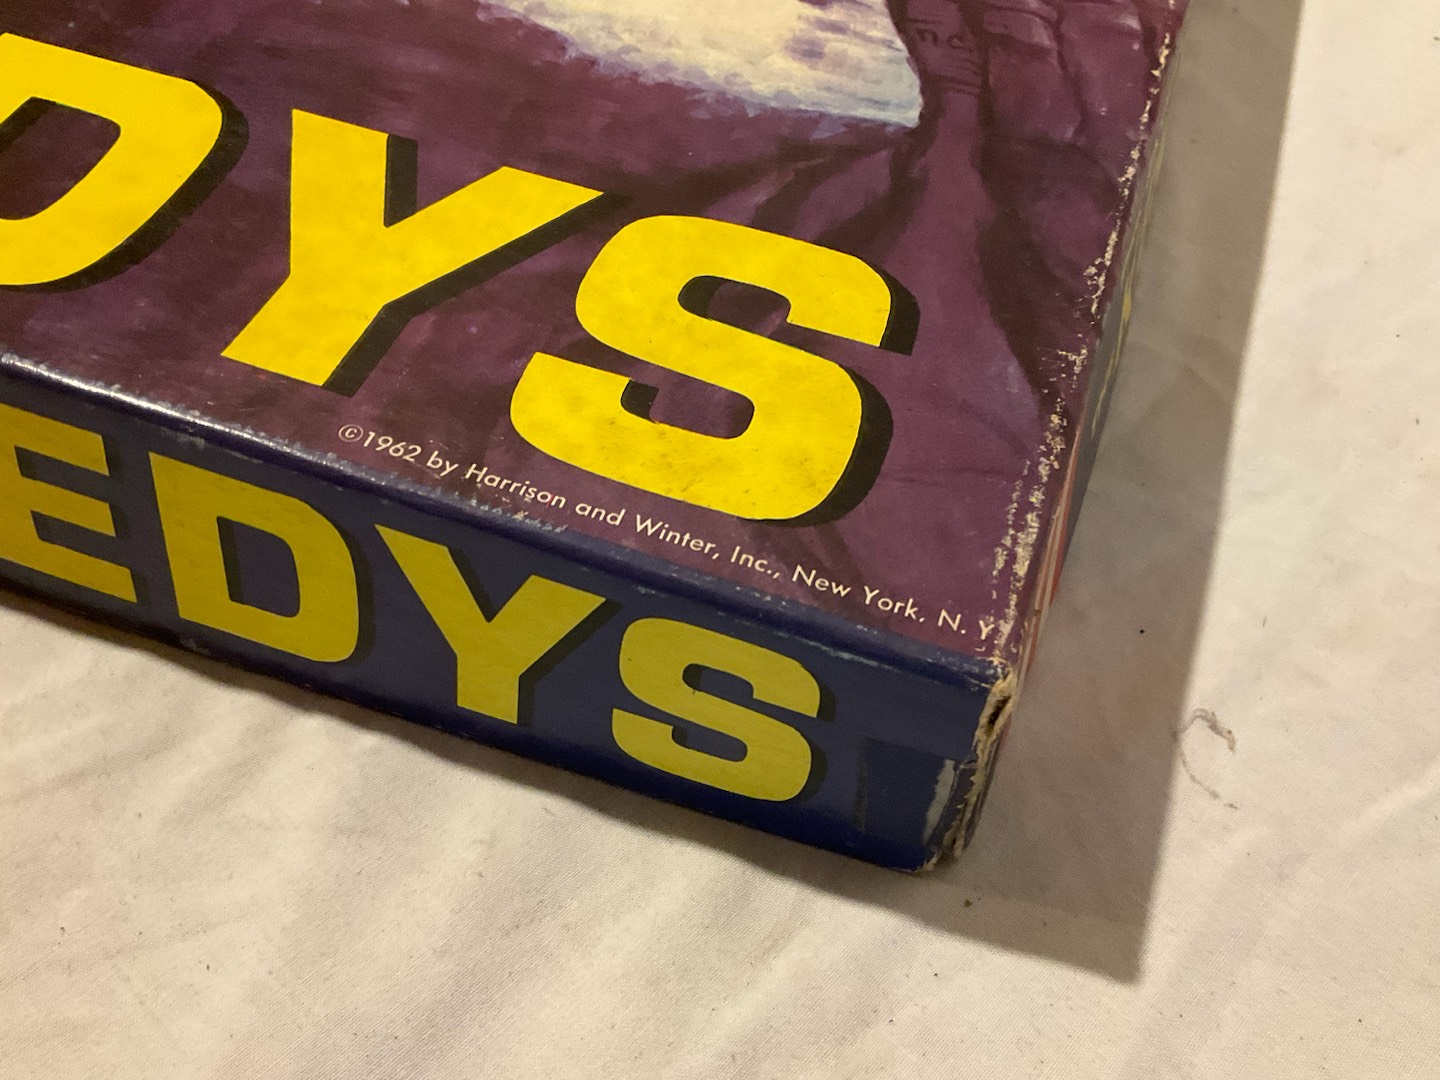 DYS
©1962 by Harrison and Winter, Inc., New York, N. Y.
EDYS